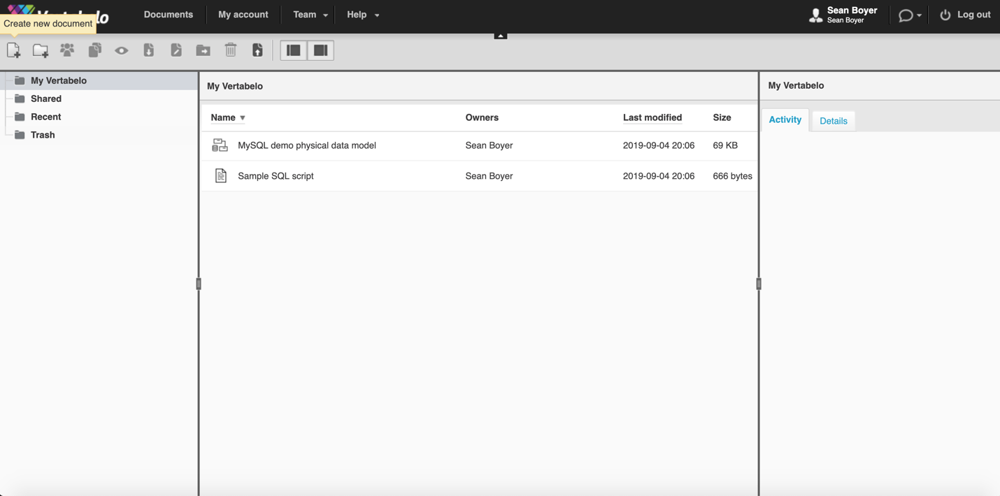 Documents
My account
Team
Help
Sean Boyer
Sean Boyer
Log out
Create new document
My Vertabelo
Shared
Recent
Trash
My Vertabelo
Name
Owners
Last modified
Size
MySQL demo physical data model
Sean Boyer
2019-09-04 20:06
69 KB
Sample SQL script
Sean Boyer
2019-09-04 20:06
666 bytes
My Vertabelo
Activity
Details